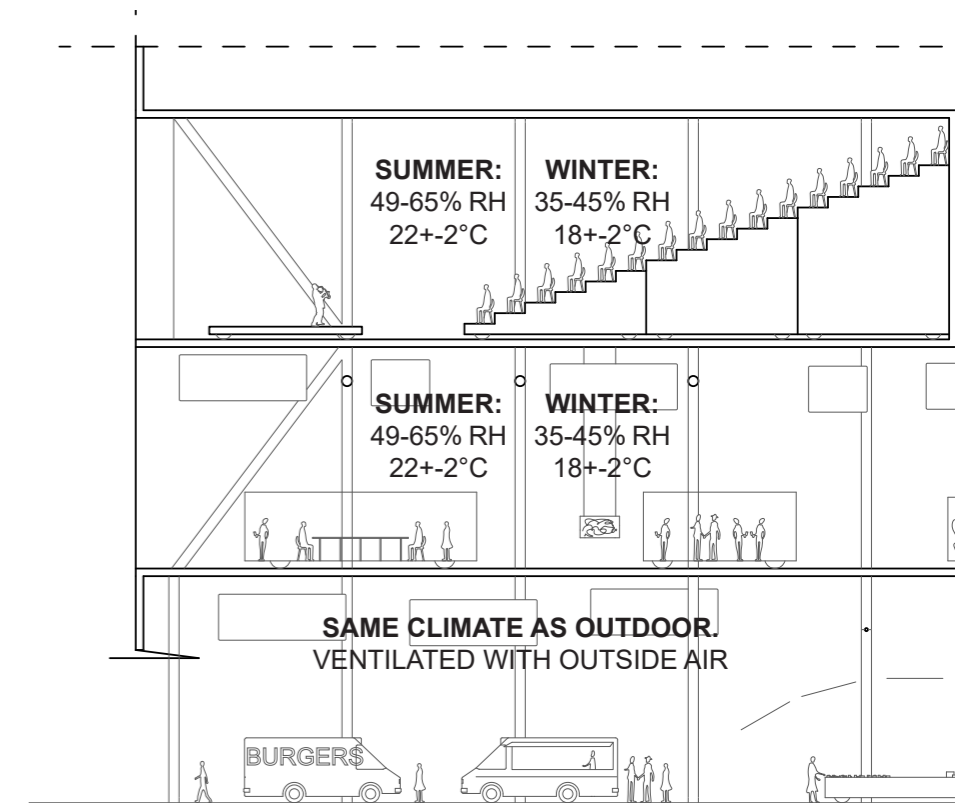 SUMMER:
49-65% RH
22+-2°C
WINTER:
35-45% RH
18+-2°C
SUMMER:
49-65% RH
22+-2°C
WINTER:
35-45% RH
18+-2°C
SAME CLIMATE AS OUTDOOR.
VENTILATED WITH OUTSIDE AIR
BURGERS